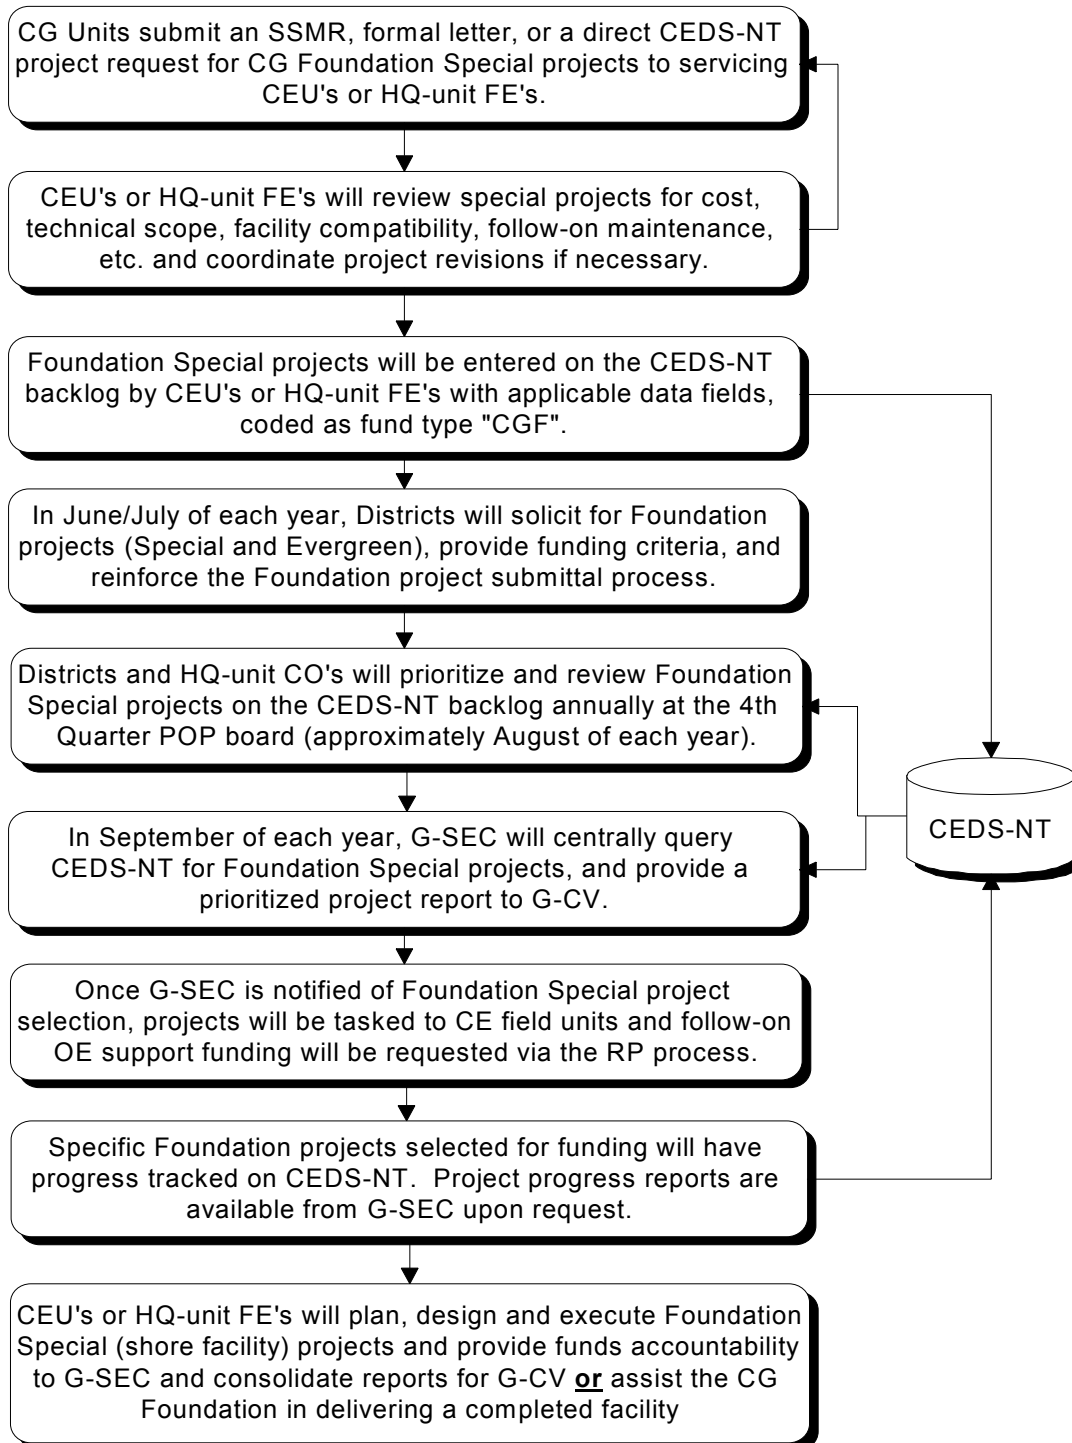 CG Units submit an SSMR, formal letter, or a direct CEDS-NT
project request for CG Foundation Special projects to servicing
CEU's or HQ-unit FE's.
CEU's or HQ-unit FE's will review special projects for cost,
technical scope, facility compatibility, follow-on maintenance,
etc. and coordinate project revisions if necessary.
Foundation Special projects will be entered on the CEDS-NT
backlog by CEU's or HQ-unit FE's with applicable data fields,
coded as fund type "CGF".
In June/July of each year, Districts will solicit for Foundation
projects (Special and Evergreen), provide funding criteria, and
reinforce the Foundation project submittal process.
Districts and HQ-unit CO's will prioritize and review Foundation
Special projects on the CEDS-NT backlog annually at the 4th
Quarter POP board (approximately August of each year).
CEDS-NT
In September of each year, G-SEC will centrally query
CEDS-NT for Foundation Special projects, and provide a
prioritized project report to G-CV.
Once G-SEC is notified of Foundation Special project
selection, projects will be tasked to CE field units and follow-on
OE support funding will be requested via the RP process.
Specific Foundation projects selected for funding will have
progress tracked on CEDS-NT.  Project progress reports are
available from G-SEC upon request.
CEU's or HQ-unit FE's will plan, design and execute Foundation
Special (shore facility) projects and provide funds accountability
to G-SEC and consolidate reports for G-CV or assist the CG
Foundation in delivering a completed facility